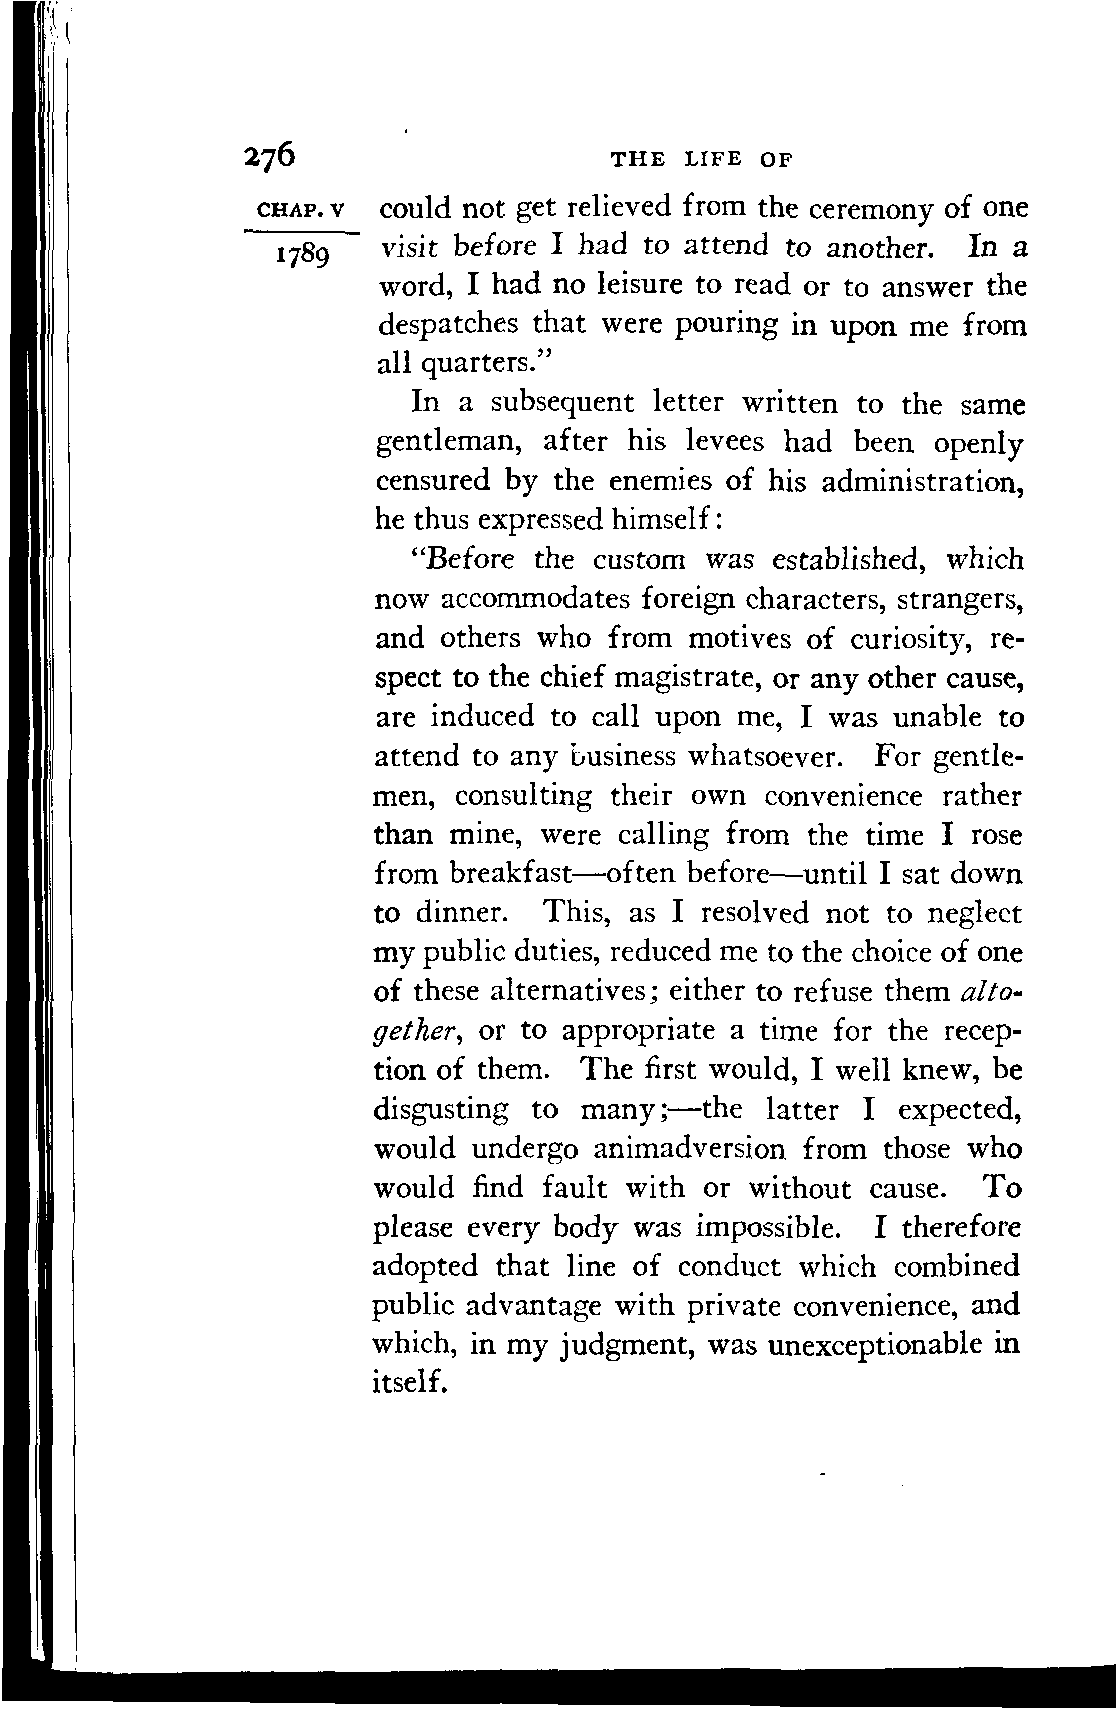 276 THE LIFE OF
CHAP. V could not get relieved from the ceremony of one
1789 visit before I had to attend to another. In a
word, I had no leisure to read or to answer the
despatches that were pouring in upon me from
all quarters.”
In a subsequent letter written to the same
gentleman, after his levees had been openly
censured by the enemies of his administration,
he thus expressed himself:
“Before the custom was established, which
now accommodates foreign characters, strangers,
and others who from motives of curiosity, re-
spect to the chief magistrate, or any other cause,
are induced to call upon me, I was unable to
attend to any business whatsoever. For gentle-
men, consulting their own convenience rather
than mine, were calling from the time I rose
from breakfast—often before—until I sat down
to dinner. This, as I resolved not to neglect
my public duties, reduced me to the choice of one
of these alternatives; either to refuse them alto-
gether, or to appropriate a time for the recep-
tion of them. The first would, I well knew, be
disgusting to many;—the latter I expected,
would undergo animadversion from those who
would find fault with or without cause. To
please every body was impossible. I therefore
adopted that line of conduct which combined
public advantage with private convenience, and
which, in my judgment, was unexceptionable in
itself.